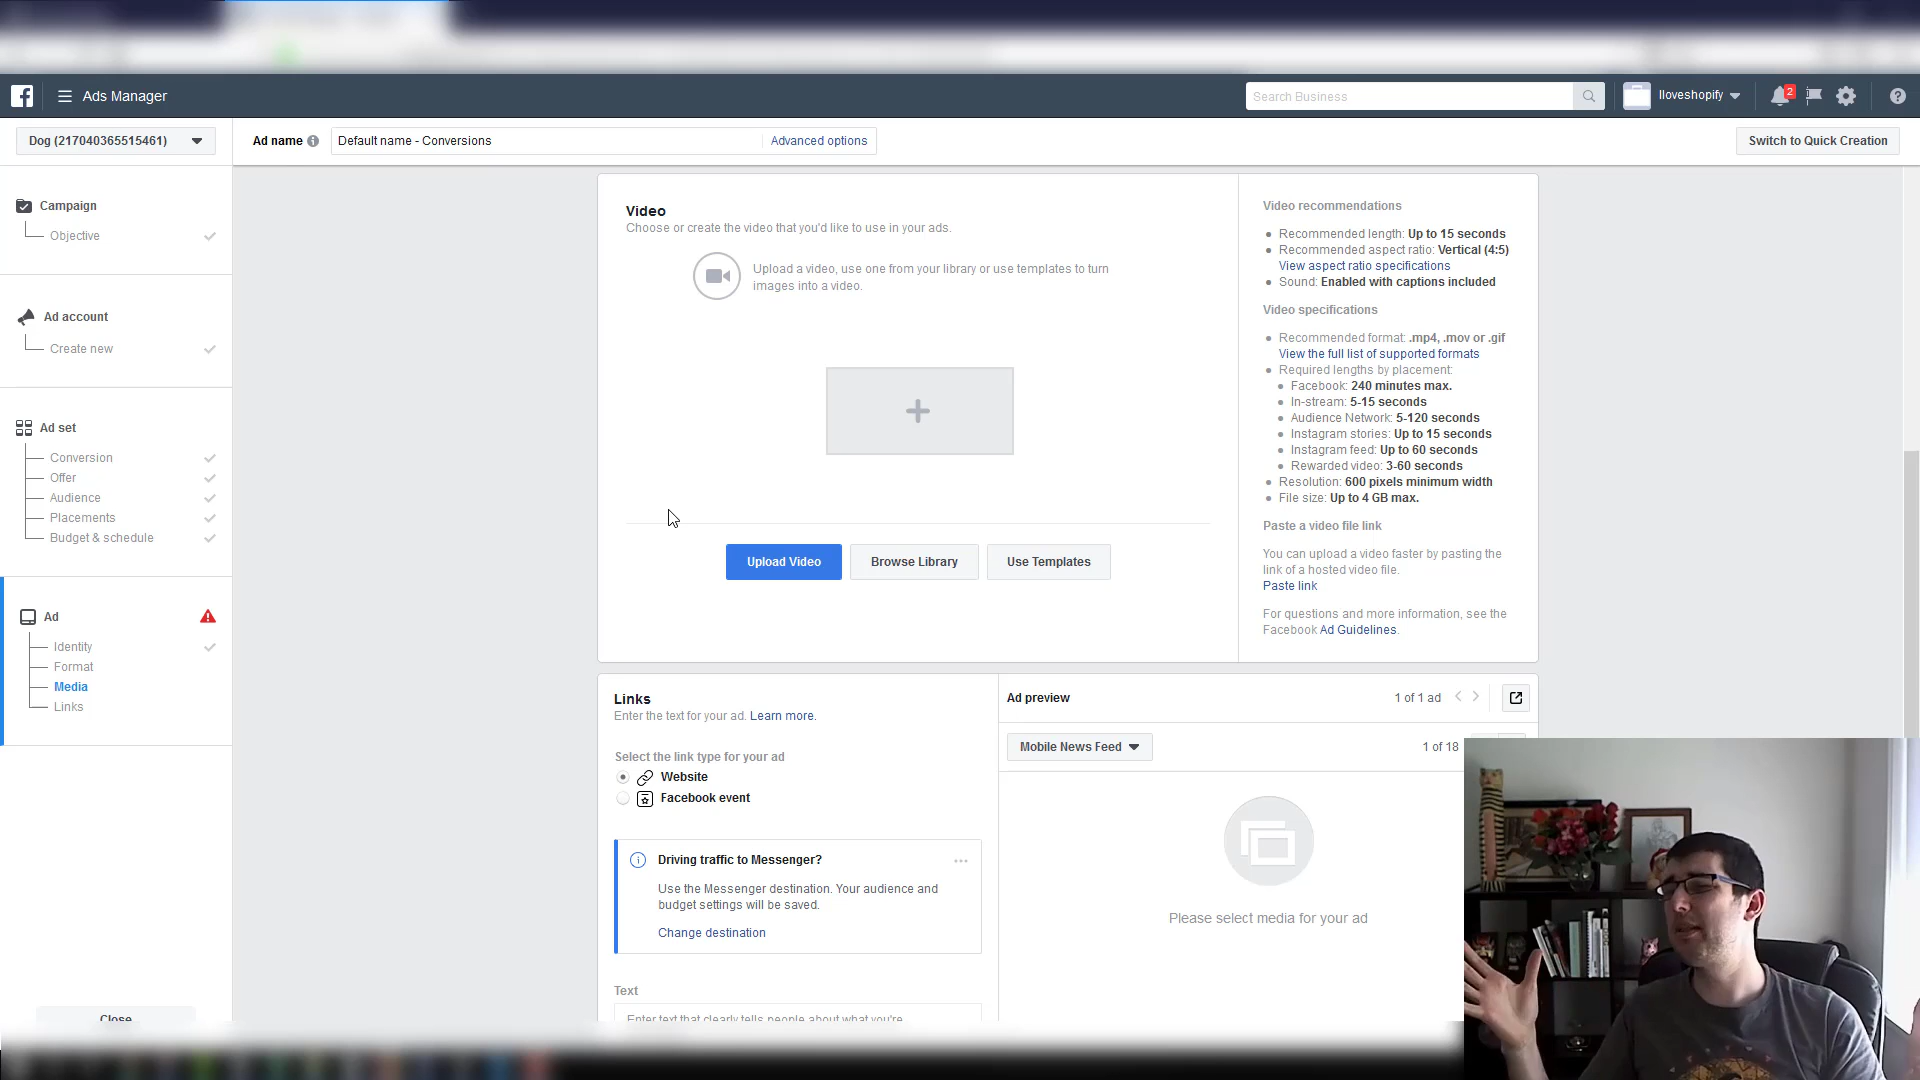 Ads Manager
Search Business
Iloveshopify
2
Dog (217040365515461)
Ad name
Default name - Conversions
Advanced options
Switch to Quick Creation
Campaign
Objective
Ad account
Create new
Ad set
Conversion
Offer
Audience
Placements
Budget & schedule
Ad
Identity
Format
Media
Links
Close
Video
Choose or create the video that you'd like to use in your ads.
Upload a video, use one from your library or use templates to turn
images into a video.
Upload Video
Browse Library
Use Templates
Video recommendations
Recommended length: Up to 15 seconds
Recommended aspect ratio: Vertical (4:5)
View aspect ratio specifications
Sound: Enabled with captions included
Video specifications
Recommended format: .mp4, .mov or .gif
View the full list of supported formats
Required lengths by placement:
Facebook: 240 minutes max.
In-stream: 5-15 seconds
Audience Network: 5-120 seconds
Instagram stories: Up to 15 seconds
Instagram feed: Up to 60 seconds
Rewarded video: 3-60 seconds
Resolution: 600 pixels minimum width
File size: Up to 4 GB max.
Paste a video file link
You can upload a video faster by pasting the
link of a hosted video file.
Paste link
For questions and more information, see the
Facebook Ad Guidelines.
Links
Enter the text for your ad. Learn more.
Select the link type for your ad
Website
Facebook event
Driving traffic to Messenger?
Use the Messenger destination. Your audience and
budget settings will be saved.
Change destination
Text
Enter text that clearly tells people about what you're
Ad preview
1 of 1 ad
Mobile News Feed
1 of 18
Please select media for your ad